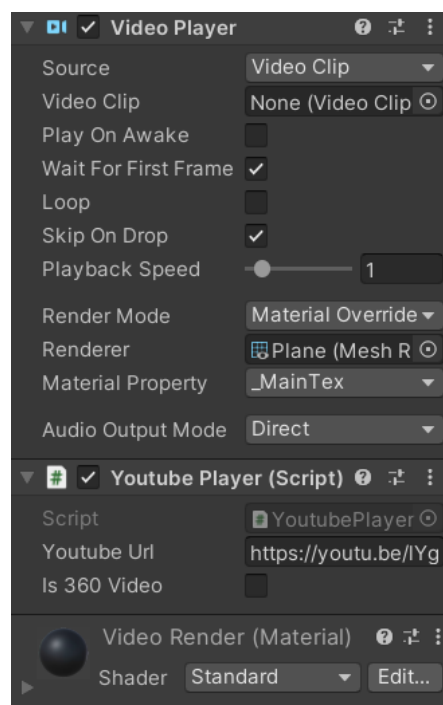 Video Player
Source Video Clip
Video Clip None (Video Clip
Play On Awake
Wait For First Frame
Loop
Skip On Drop
Playback Speed 1
Render Mode Material Override
Renderer Plane (Mesh R
Material Property _MainTex
Audio Output Mode Direct
# Youtube Player (Script)
Script # YoutubePlayer
Youtube Url https://youtu.be/lYg
Is 360 Video
Video Render (Material)
Shader Standard Edit...